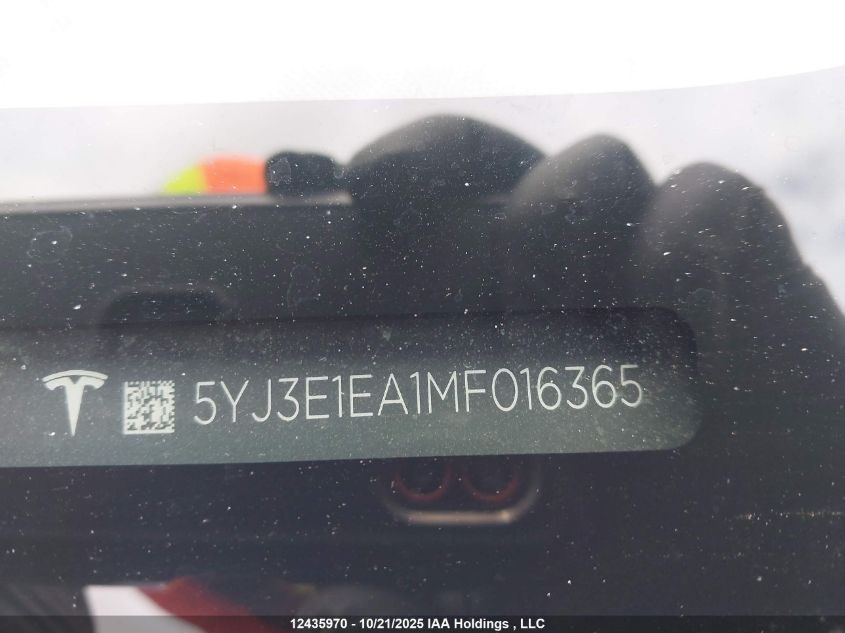 5YJ3E1EA1MF016365
12435970 - 10/21/2025 IAA Holdings , LLC